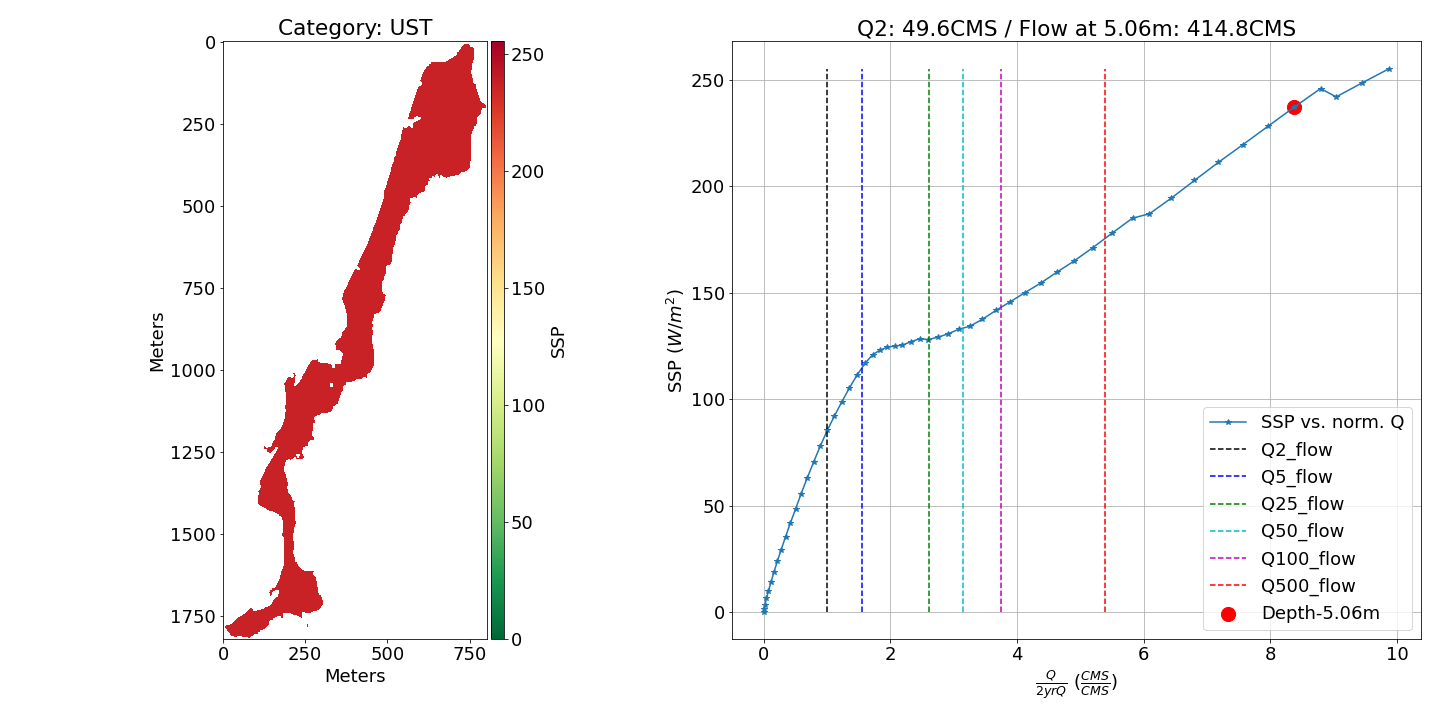 Category: UST
0
250
500
750
1000
1250
1500
1750
Meters
0
250
500
750
Meters
250
200
150
100
50
0
SSP
Q2: 49.6CMS / Flow at 5.06m: 414.8CMS
250
200
150
100
50
0
SSP (W/m²)
0 2 4 6 8 10
Q/2yrQ (CMS/CMS)
SSP vs. norm. Q
Q2_flow
Q5_flow
Q25_flow
Q50_flow
Q100_flow
Q500_flow
Depth-5.06m